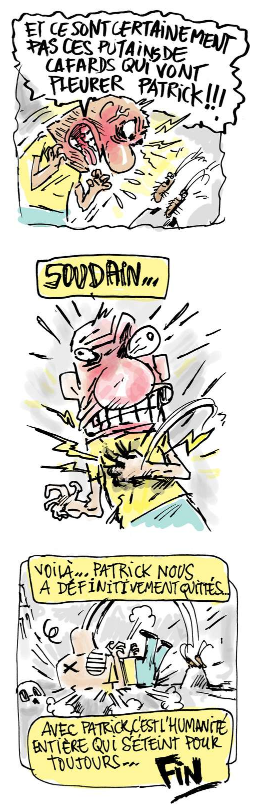 ET CE SONT CERTAINEMENT
PAS CES PUTAINS DE
CAFARDS QUI VONT
PLEURER PATRICK!!!
SOUDAIN...
VOILÀ... PATRICK NOUS
A DÉFINITIVEMENT QUITTÉS...
AVEC PATRICK, C'EST L'HUMANITÉ
ENTIÈRE QUI S'ÉTEINT POUR
TOUJOURS...
FIN